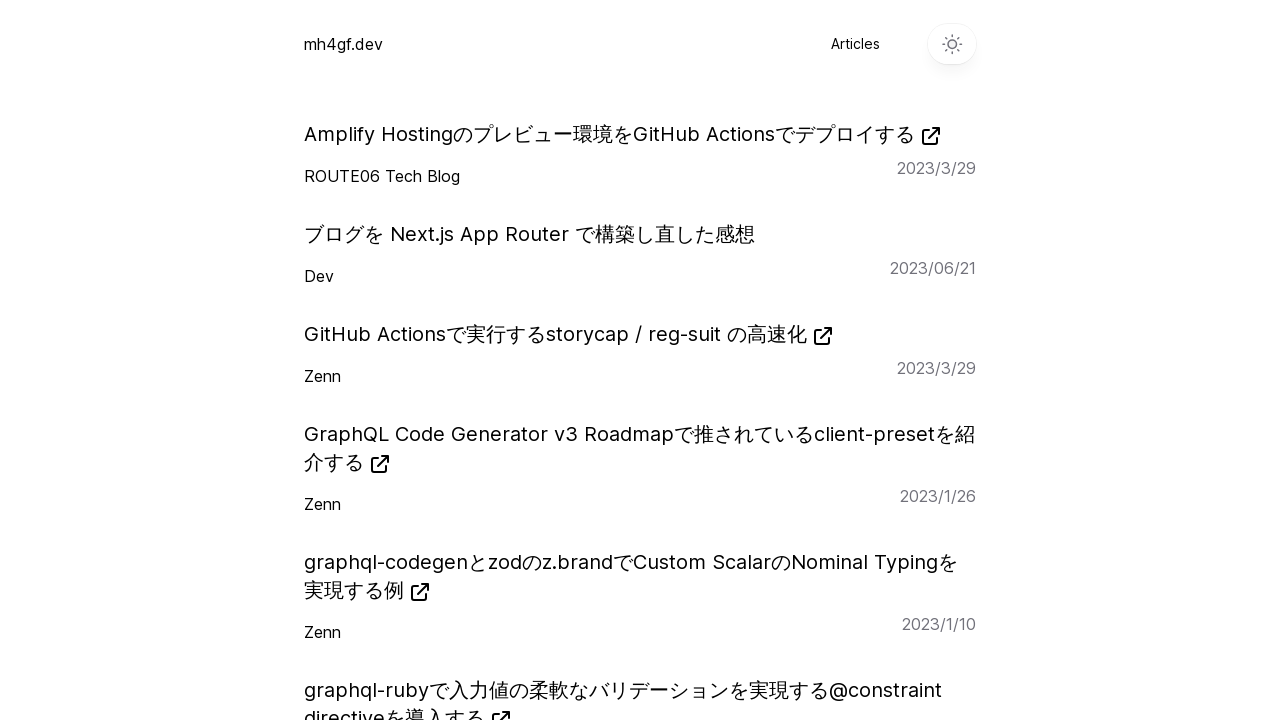 mh4gf.dev
Articles
Amplify Hostingのプレビュー環境をGitHub Actionsでデプロイする
ROUTE06 Tech Blog
2023/3/29
ブログを Next.js App Router で構築し直した感想
Dev
2023/06/21
GitHub Actionsで実行するstorycap / reg-suit の高速化
Zenn
2023/3/29
GraphQL Code Generator v3 Roadmapで推されているclient-presetを紹
介する
Zenn
2023/1/26
graphql-codegenとzodのz.brandでCustom ScalarのNominal Typingを
実現する例
Zenn
2023/1/10
graphql-rubyで入力値の柔軟なバリデーションを実現する@constraint
directiveを導入する